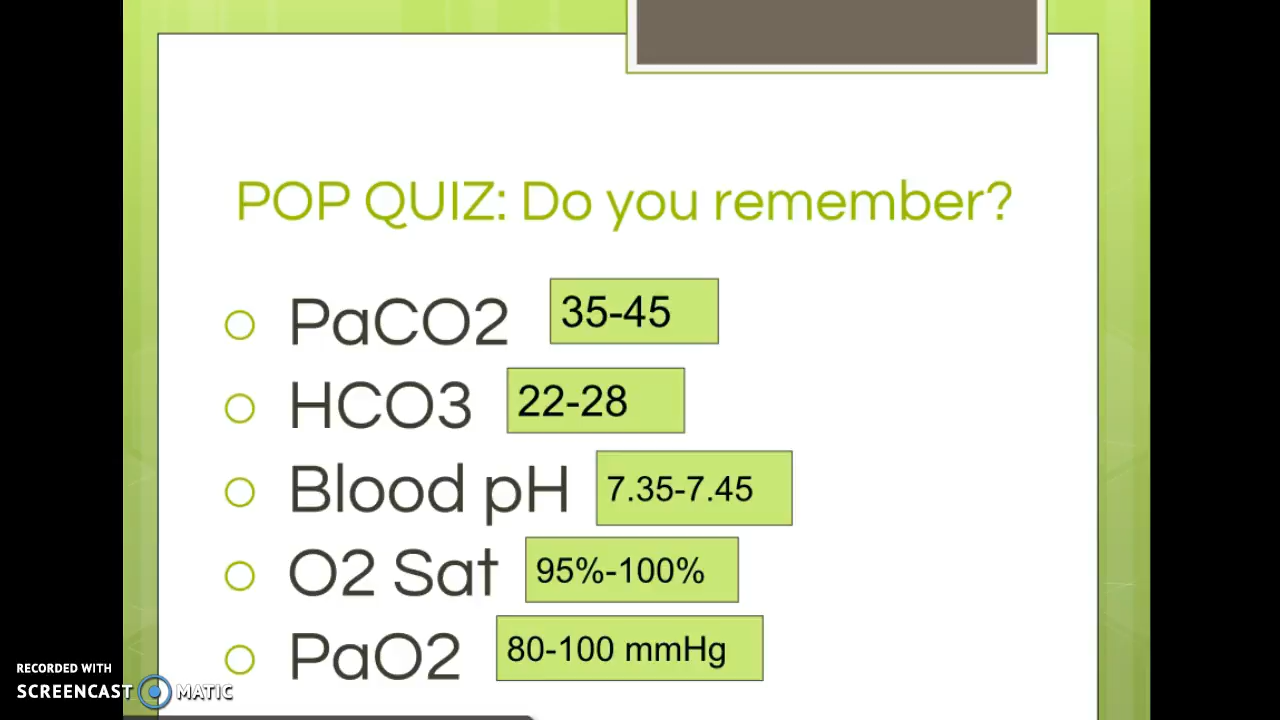 POP QUIZ: Do you remember?
PaCO2 35-45
HCO3 22-28
Blood pH 7.35-7.45
O2 Sat 95%-100%
PaO2 80-100 mmHg
RECORDED WITH
SCREENCAST MATIC